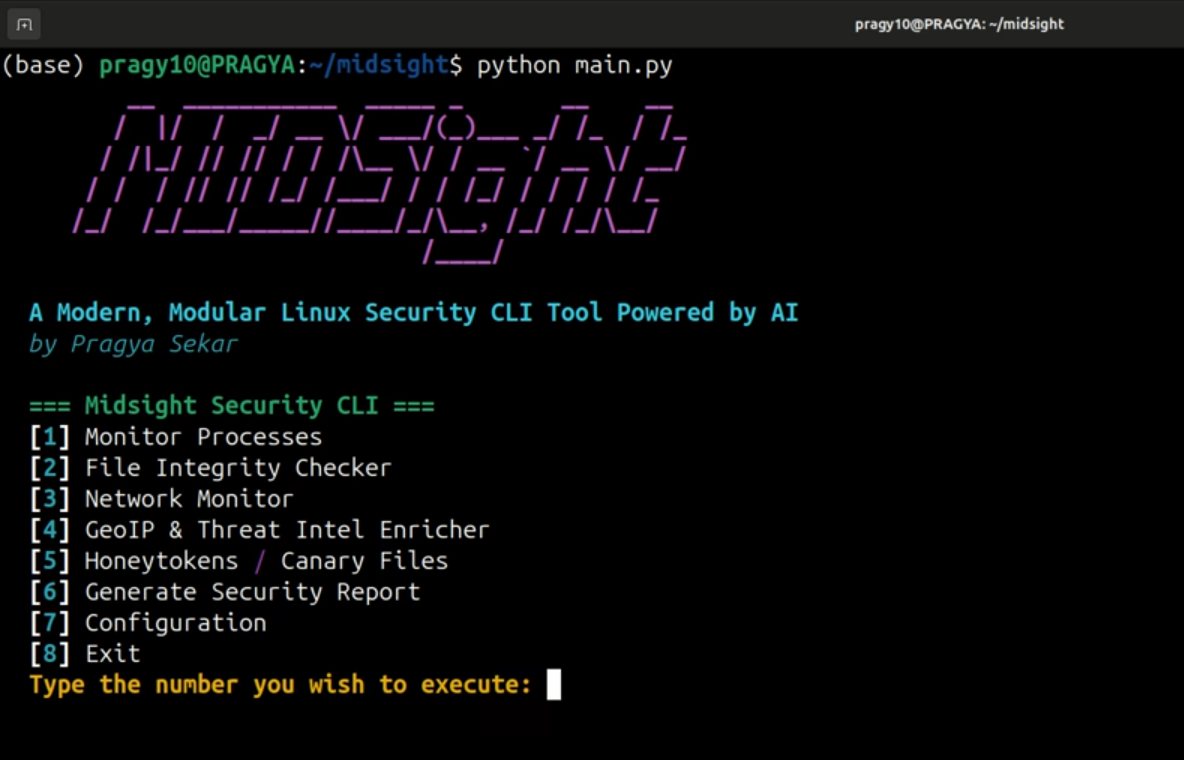 pragy10@PRAGYA: ~/midsight
(base) pragy10@PRAGYA:~/midsight$ python main.py
MIDSight
A Modern, Modular Linux Security CLI Tool Powered by AI
by Pragya Sekar
=== Midsight Security CLI ===
[1] Monitor Processes
[2] File Integrity Checker
[3] Network Monitor
[4] GeoIP & Threat Intel Enricher
[5] Honeytokens / Canary Files
[6] Generate Security Report
[7] Configuration
[8] Exit
Type the number you wish to execute: